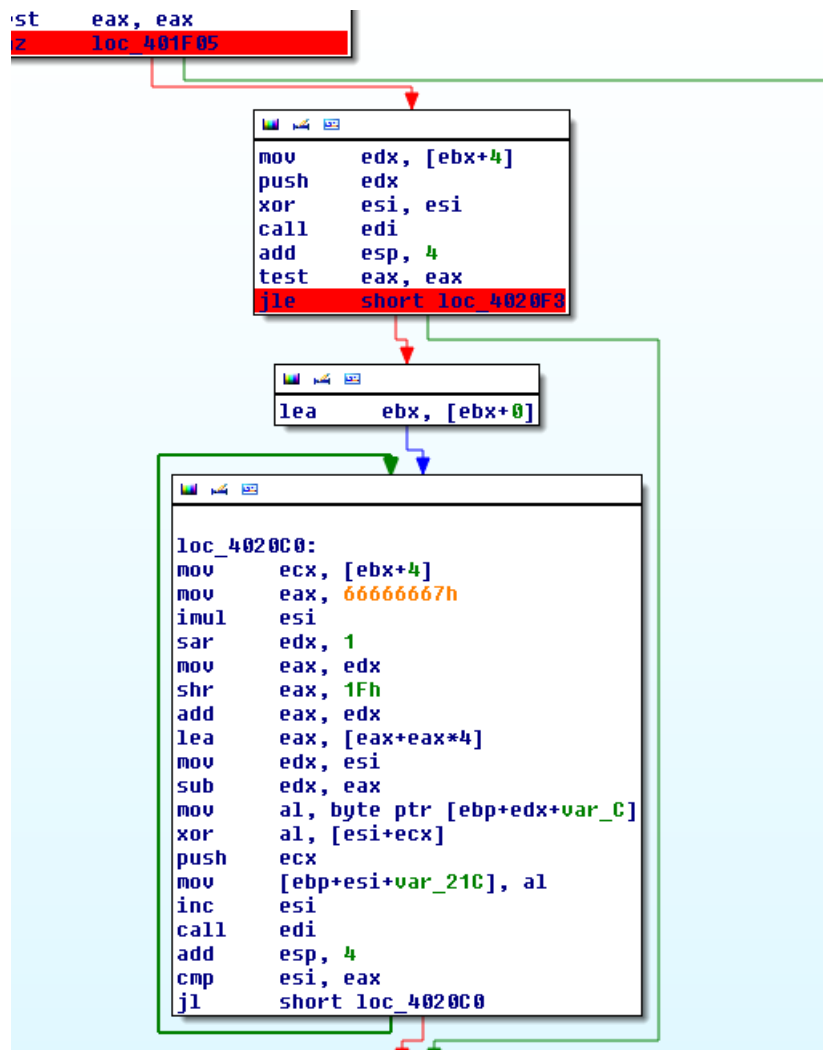 st eax, eax
z loc_401F05
mov edx, [ebx+4]
push edx
xor esi, esi
call edi
add esp, 4
test eax, eax
jle short loc_4020F3
lea ebx, [ebx+0]
loc_4020C0:
mov ecx, [ebx+4]
mov eax, 66666667h
imul esi
sar edx, 1
mov eax, edx
shr eax, 1Fh
add eax, edx
lea eax, [eax+eax*4]
mov edx, esi
sub edx, eax
mov al, byte ptr [ebp+edx+var_C]
xor al, [esi+ecx]
push ecx
mov [ebp+esi+var_21C], al
inc esi
call edi
add esp, 4
cmp esi, eax
jl short loc_4020C0